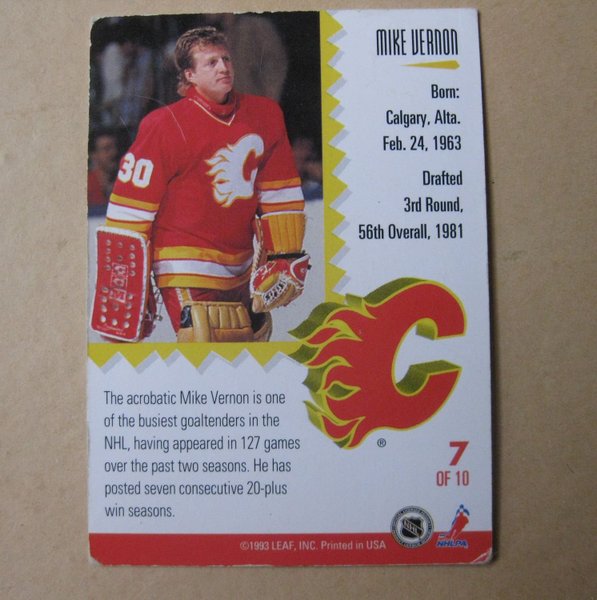 MIKE VERNON
Born:
Calgary, Alta.
Feb. 24, 1963
Drafted
3rd Round,
56th Overall, 1981
30
C
C
®
The acrobatic Mike Vernon is one
of the busiest goaltenders in the
NHL, having appeared in 127 games
over the past two seasons. He has
posted seven consecutive 20-plus
win seasons.
7
OF 10
NHL
NHLPA
©1993 LEAF, INC. Printed in USA